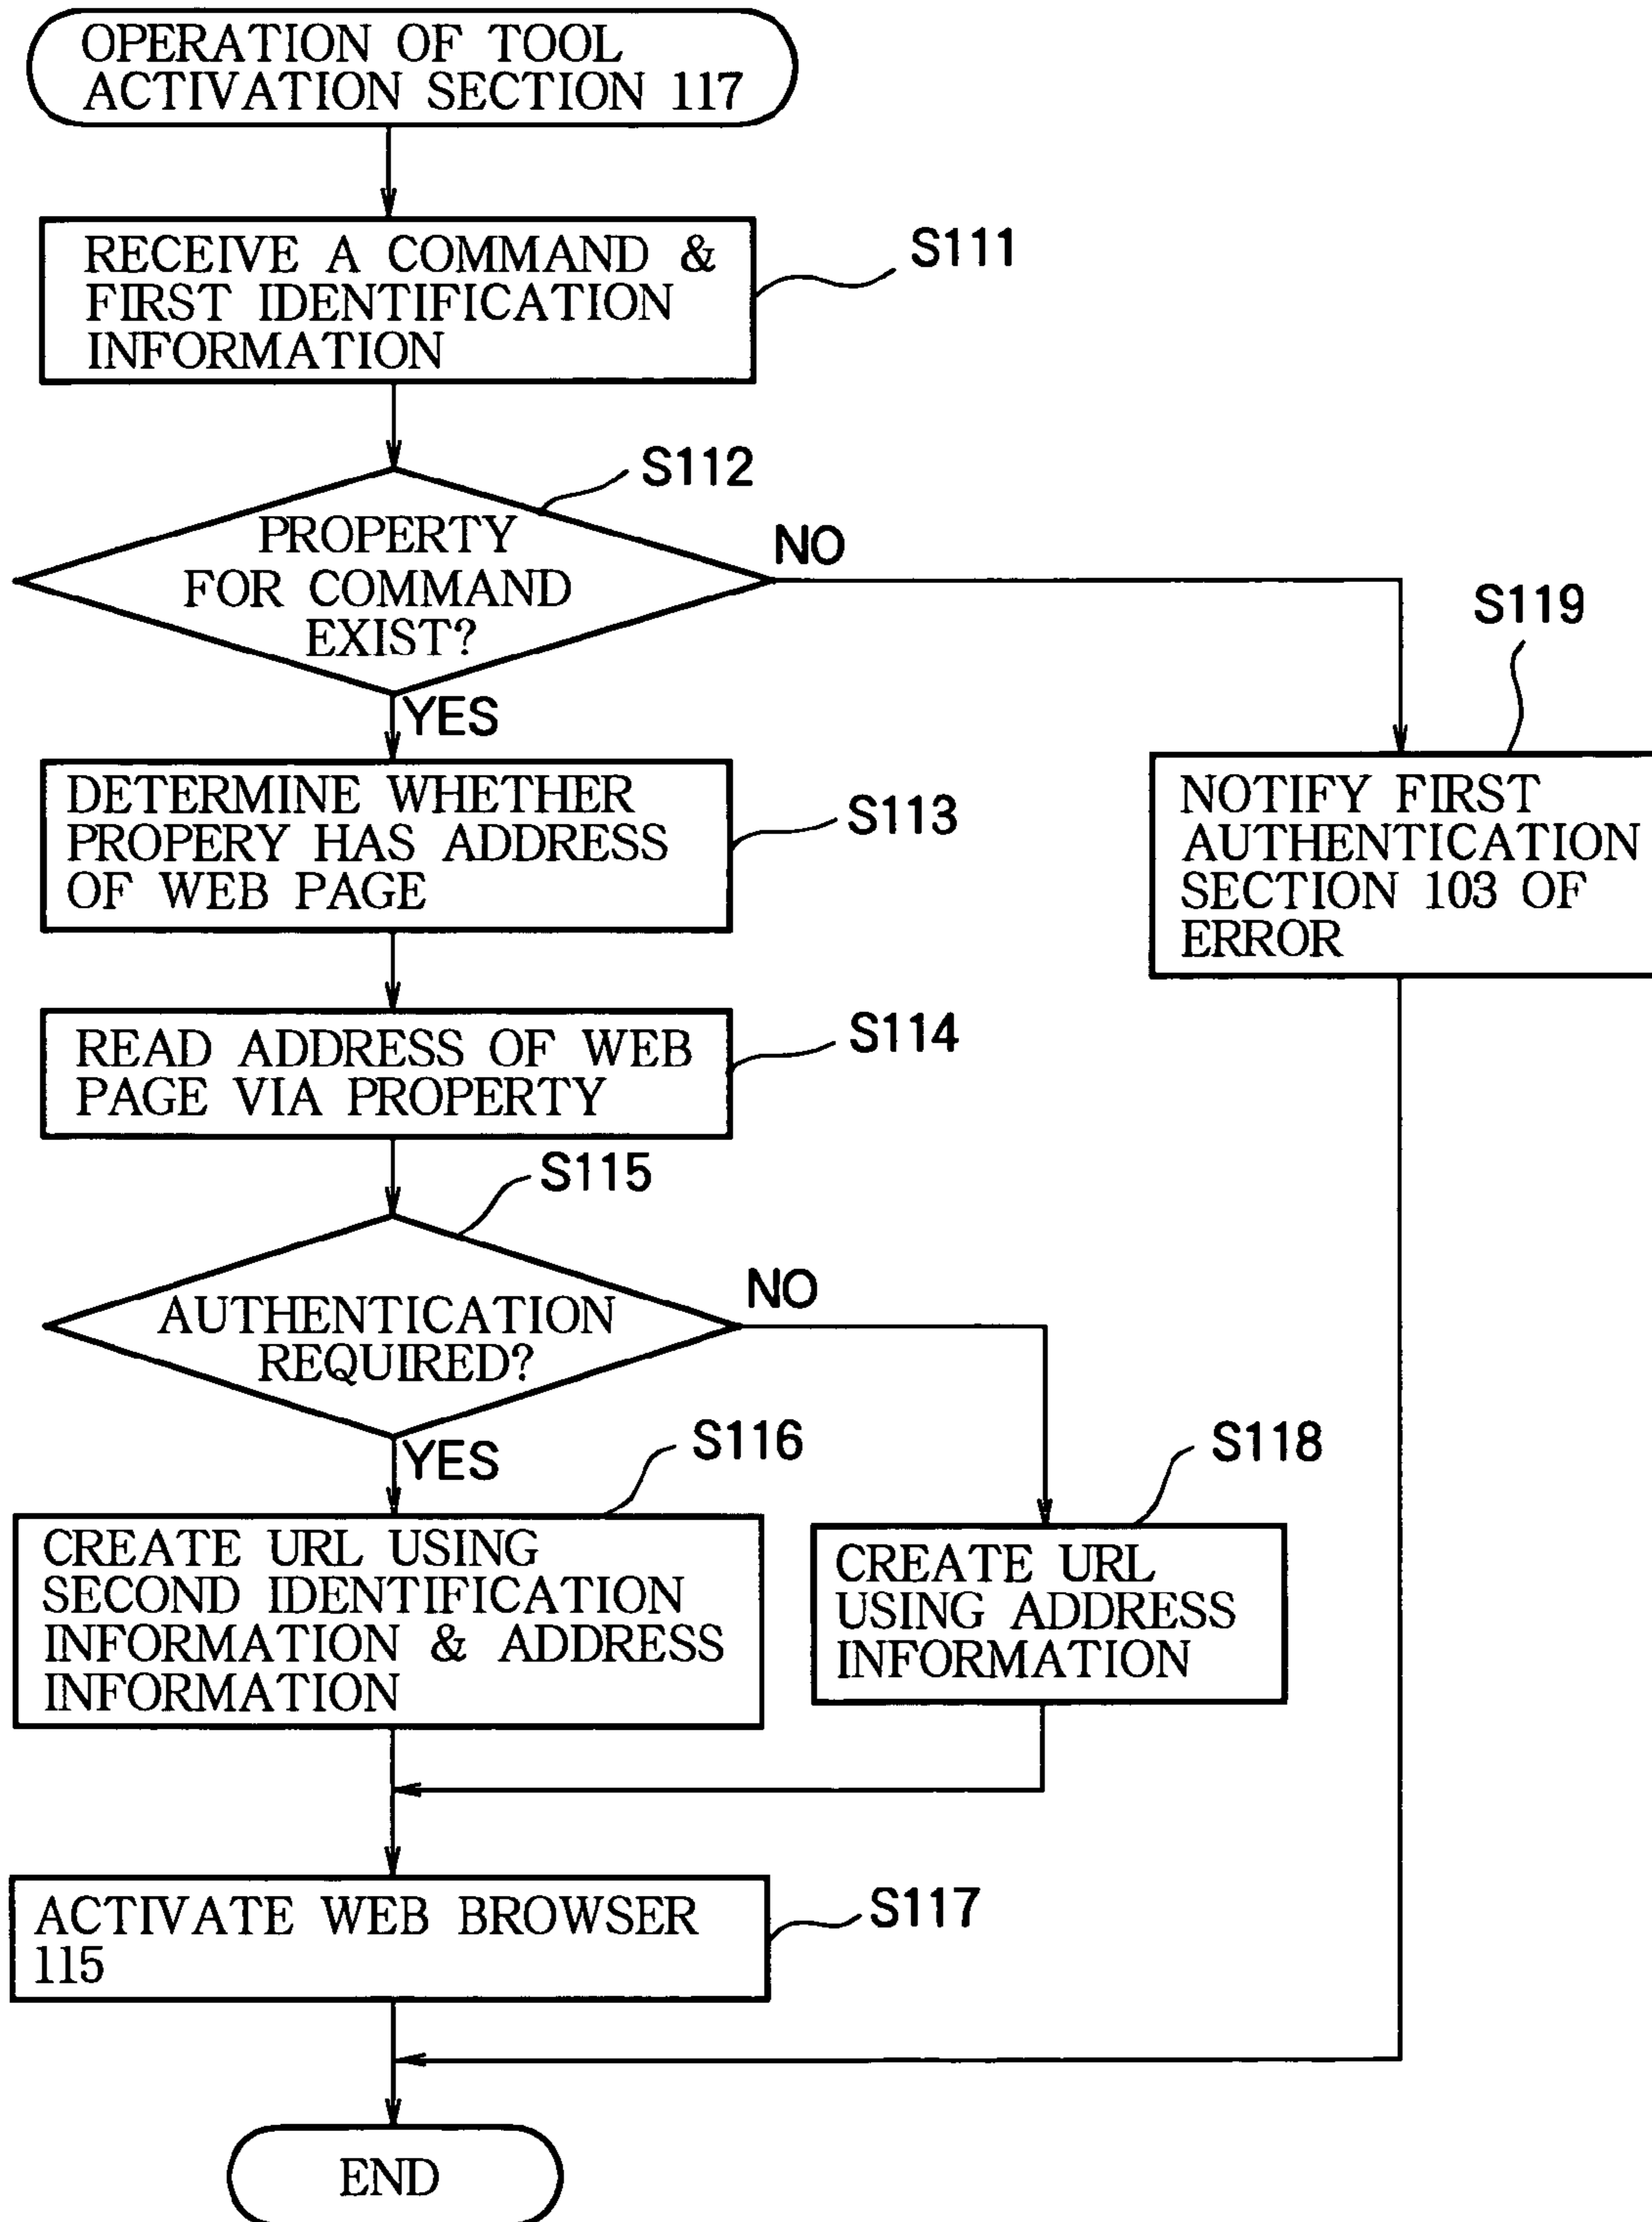 OPERATION OF TOOL
ACTIVATION SECTION 117
RECEIVE A COMMAND &
FIRST IDENTIFICATION
INFORMATION
S111
S112
PROPERTY
FOR COMMAND
EXIST?
NO
YES
S119
DETERMINE WHETHER
PROPERY HAS ADDRESS
OF WEB PAGE
S113
NOTIFY FIRST
AUTHENTICATION
SECTION 103 OF
ERROR
READ ADDRESS OF WEB
PAGE VIA PROPERTY
S114
S115
AUTHENTICATION
REQUIRED?
NO
YES
S116
S118
CREATE URL USING
SECOND IDENTIFICATION
INFORMATION & ADDRESS
INFORMATION
CREATE URL
USING ADDRESS
INFORMATION
ACTIVATE WEB BROWSER
115
S117
END